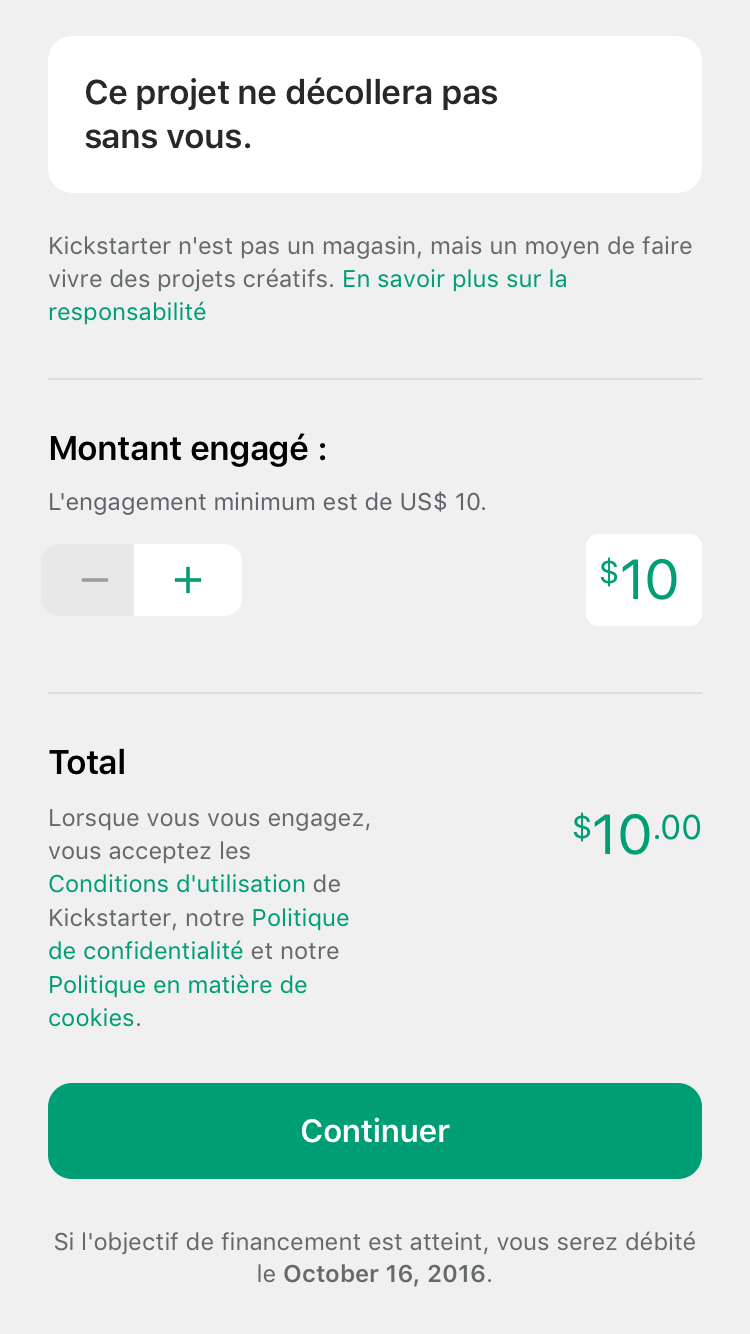 Ce projet ne décollera pas
sans vous.
Kickstarter n'est pas un magasin, mais un moyen de faire
vivre des projets créatifs. En savoir plus sur la
responsabilité
Montant engagé :
L'engagement minimum est de US$ 10.
− +
$10
Total
Lorsque vous vous engagez,
vous acceptez les
Conditions d'utilisation de
Kickstarter, notre Politique
de confidentialité et notre
Politique en matière de
cookies.
$10.00
Continuer
Si l'objectif de financement est atteint, vous serez débité
le October 16, 2016.